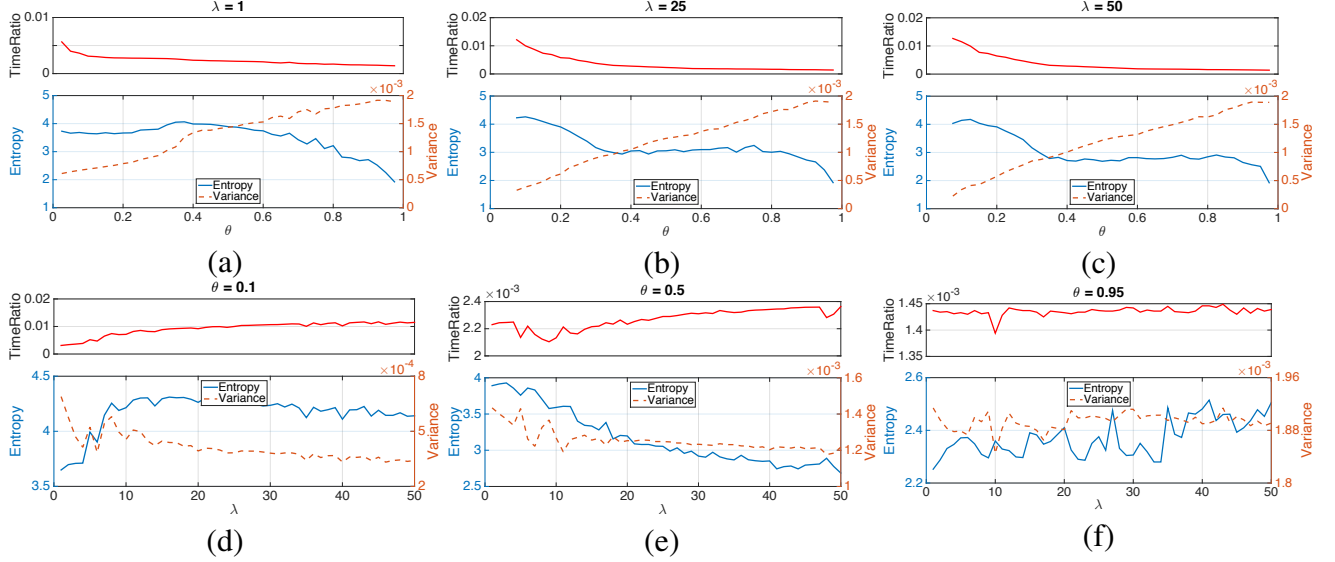 λ = 1
TimeRatio
0.01
0
×10⁻³
Entropy
5
4
3
2
1
Variance
2
1.5
1
0.5
0
Entropy
Variance
0 0.2 0.4 0.6 0.8 1
θ
(a)
λ = 25
TimeRatio
0.02
0.01
0
×10⁻³
Entropy
5
4
3
2
1
Variance
2
1.5
1
0.5
0
Entropy
Variance
0 0.2 0.4 0.6 0.8 1
θ
(b)
λ = 50
TimeRatio
0.02
0.01
0
×10⁻³
Entropy
5
4
3
2
1
Variance
2
1.5
1
0.5
0
Entropy
Variance
0 0.2 0.4 0.6 0.8 1
θ
(c)
θ = 0.1
TimeRatio
0.02
0.01
0
×10⁻⁴
Entropy
4.5
4
3.5
Variance
8
5
2
Entropy
Variance
0 10 20 30 40 50
λ
(d)
θ = 0.5
×10⁻³
TimeRatio
2.4
2.2
2
×10⁻³
Entropy
4
3.5
3
2.5
Variance
1.6
1.4
1.2
1
Entropy
Variance
0 10 20 30 40 50
λ
(e)
θ = 0.95
×10⁻³
TimeRatio
1.45
1.4
1.35
×10⁻³
Entropy
2.6
2.4
2.2
Variance
1.96
1.88
1.8
Entropy
Variance
0 10 20 30 40 50
λ
(f)